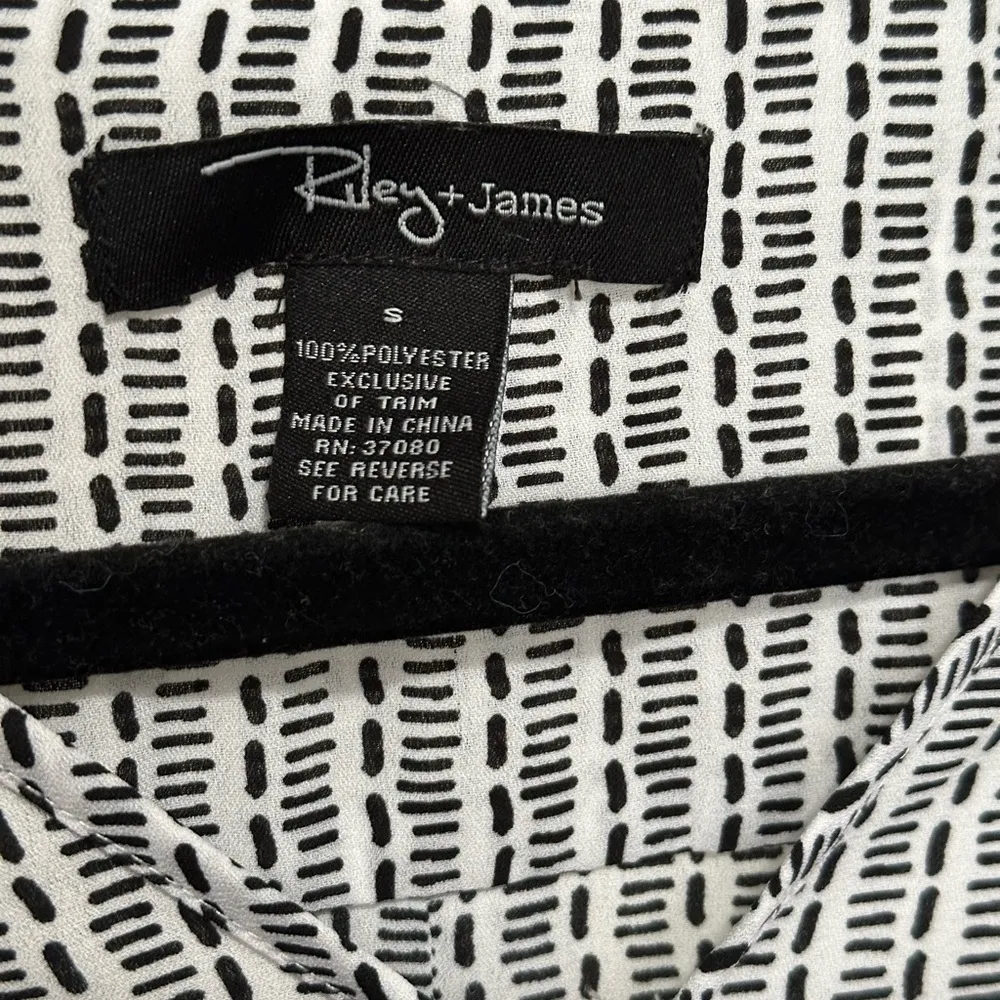 Riley + James
S
100% POLYESTER
EXCLUSIVE
OF TRIM
MADE IN CHINA
RN: 37080
SEE REVERSE
FOR CARE